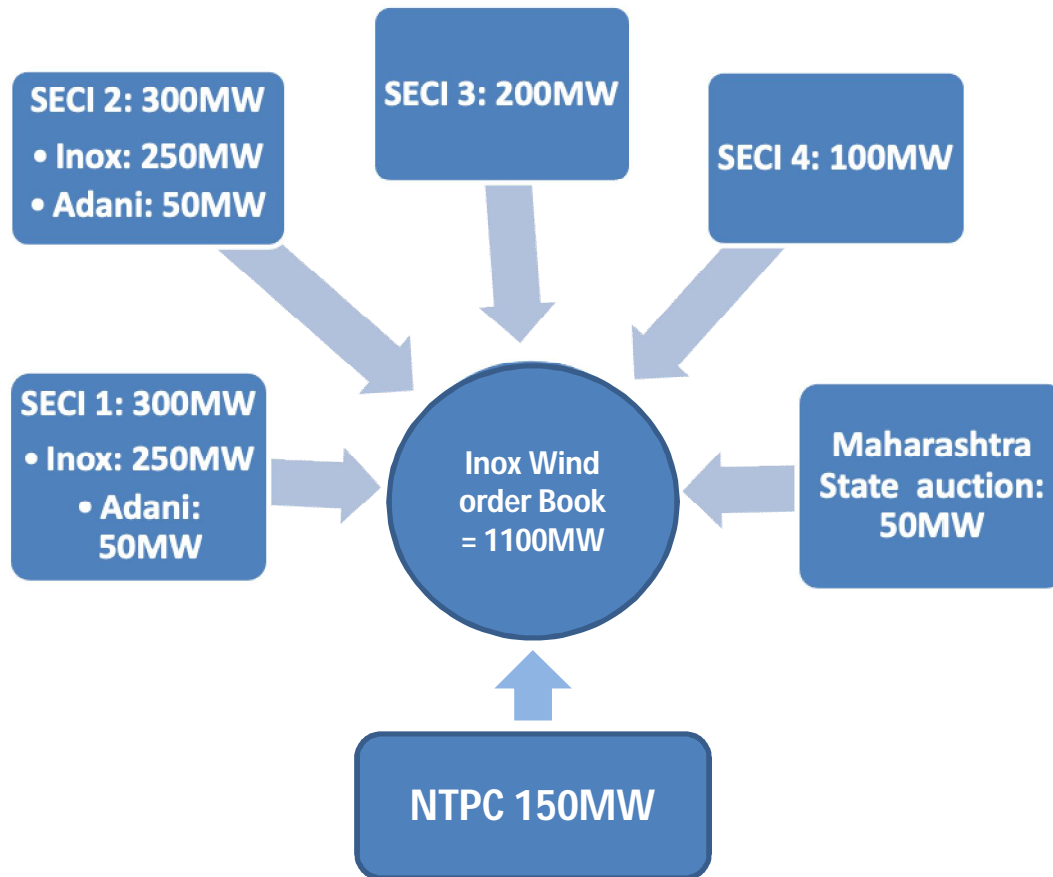 SECI 2: 300MW
• Inox: 250MW
• Adani: 50MW
SECI 3: 200MW
SECI 4: 100MW
SECI 1: 300MW
• Inox: 250MW
• Adani:
50MW
Inox Wind
order Book
= 1100MW
Maharashtra
State auction:
50MW
NTPC 150MW